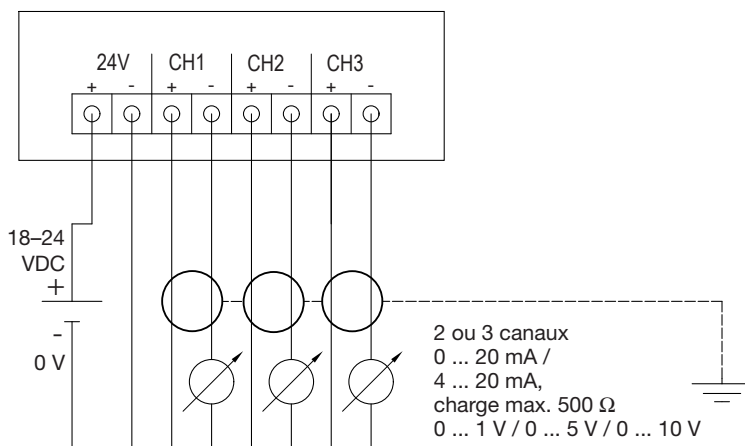 24V CH1 CH2 CH3
+ - + - + - + -
18–24
VDC
+
-
0 V
2 ou 3 canaux
0 ... 20 mA /
4 ... 20 mA,
charge max. 500 Ω
0 ... 1 V / 0 ... 5 V / 0 ... 10 V